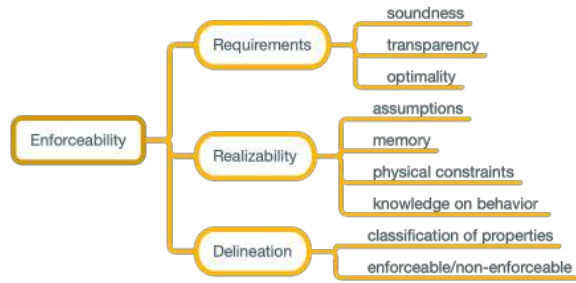 Enforceability
Requirements
soundness
transparency
optimality
Realizability
assumptions
memory
physical constraints
knowledge on behavior
Delineation
classification of properties
enforceable/non-enforceable